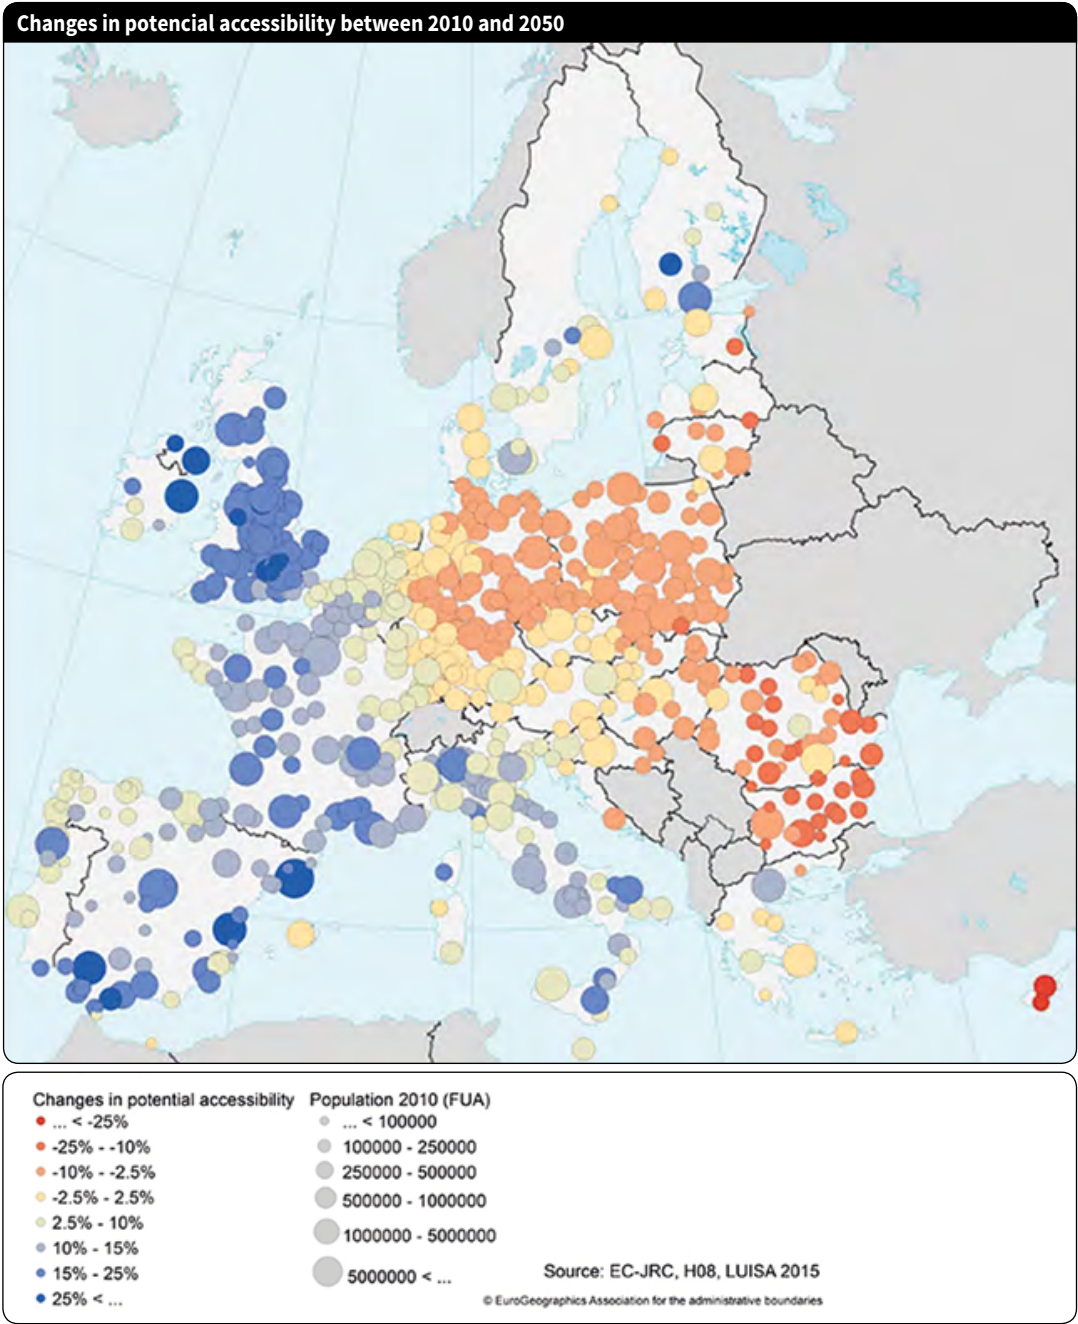 Changes in potencial accessibility between 2010 and 2050
Changes in potential accessibility
... < -25%
-25% - -10%
-10% - -2.5%
-2.5% - 2.5%
2.5% - 10%
10% - 15%
15% - 25%
25% < ...
Population 2010 (FUA)
... < 100000
100000 - 250000
250000 - 500000
500000 - 1000000
1000000 - 5000000
5000000 < ...
Source: EC-JRC, H08, LUISA 2015
© EuroGeographics Association for the administrative boundaries